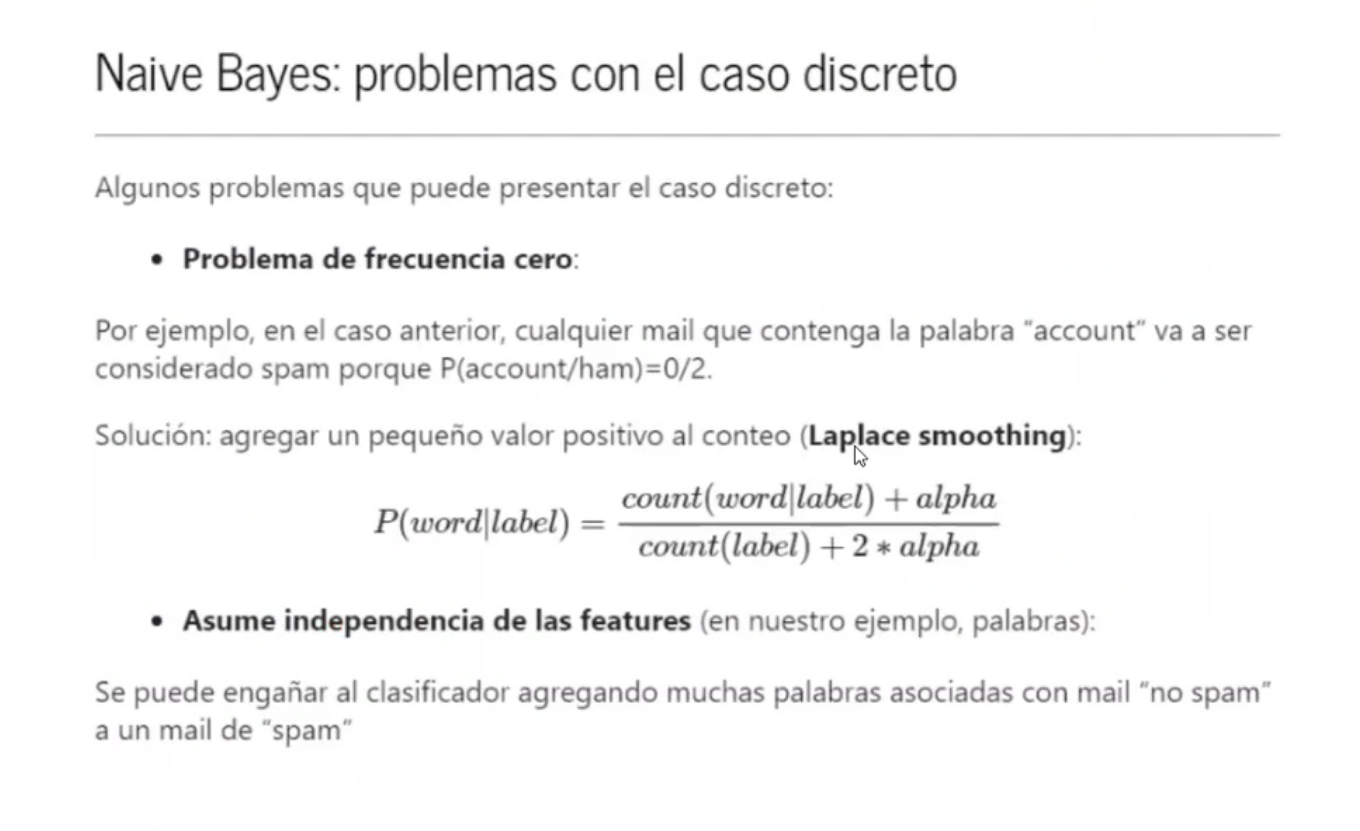 Naive Bayes: problemas con el caso discreto
Algunos problemas que puede presentar el caso discreto:
• Problema de frecuencia cero:
Por ejemplo, en el caso anterior, cualquier mail que contenga la palabra “account” va a ser
considerado spam porque P(account/ham)=0/2.
Solución: agregar un pequeño valor positivo al conteo (Laplace smoothing):
P(word|label) = \frac{count(word|label) + alpha}{count(label) + 2 * alpha}
• Asume independencia de las features (en nuestro ejemplo, palabras):
Se puede engañar al clasificador agregando muchas palabras asociadas con mail “no spam”
a un mail de “spam”